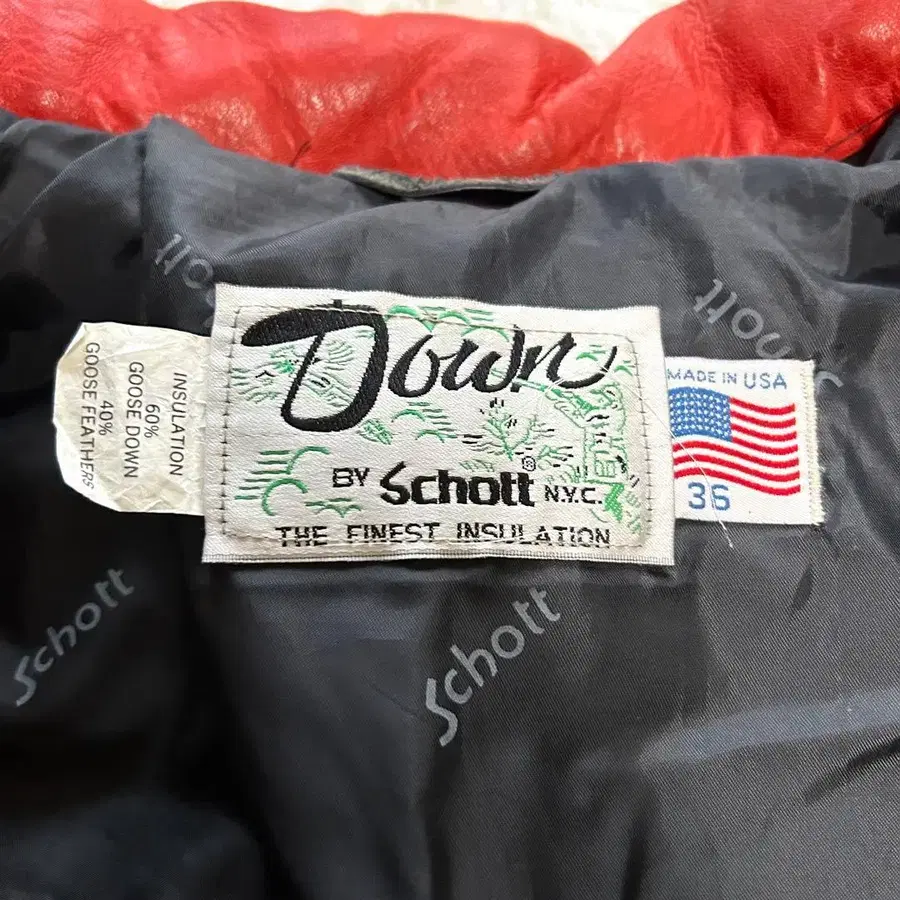 Down
BY Schott® N.Y.C.
THE FINEST INSULATION
INSULATION
60%
GOOSE DOWN
40%
GOOSE FEATHERS
MADE IN USA
36
Schott
Schott
Schott
Schott